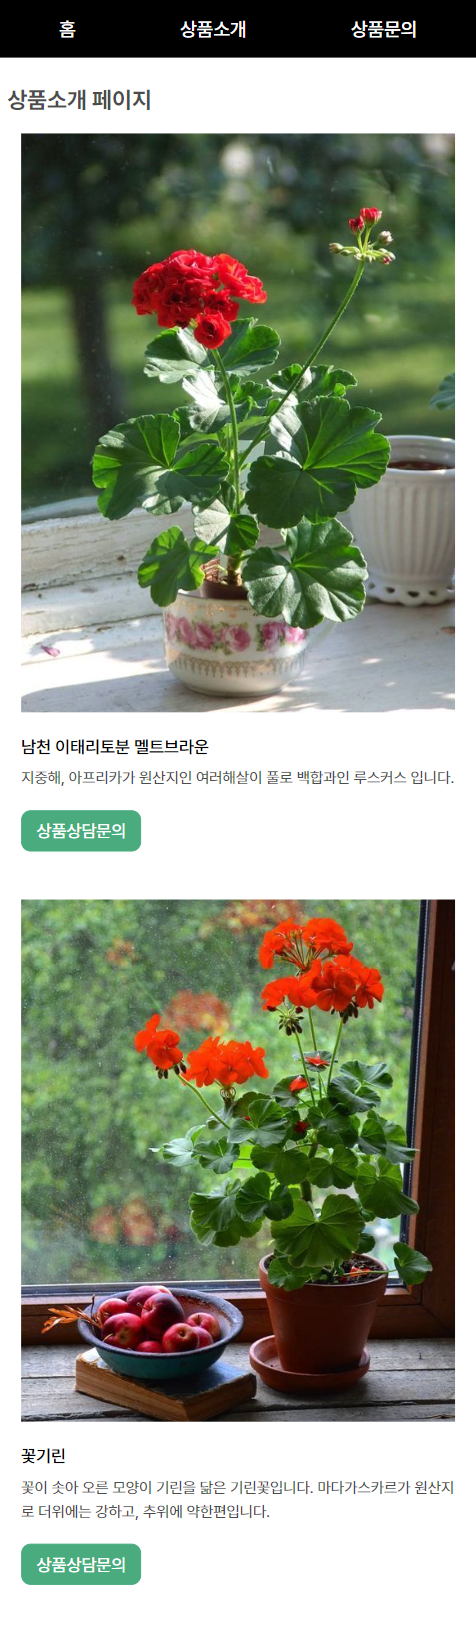 홈 상품소개 상품문의
상품소개 페이지
남천 이태리토분 멜트브라운
지중해, 아프리카가 원산지인 여러해살이 풀로 백합과인 루스커스 입니다.
상품상담문의
꽃기린
꽃이 솟아 오른 모양이 기린을 닮은 기린꽃입니다. 마다가스카르가 원산지
로 더위에는 강하고, 추위에 약한편입니다.
상품상담문의